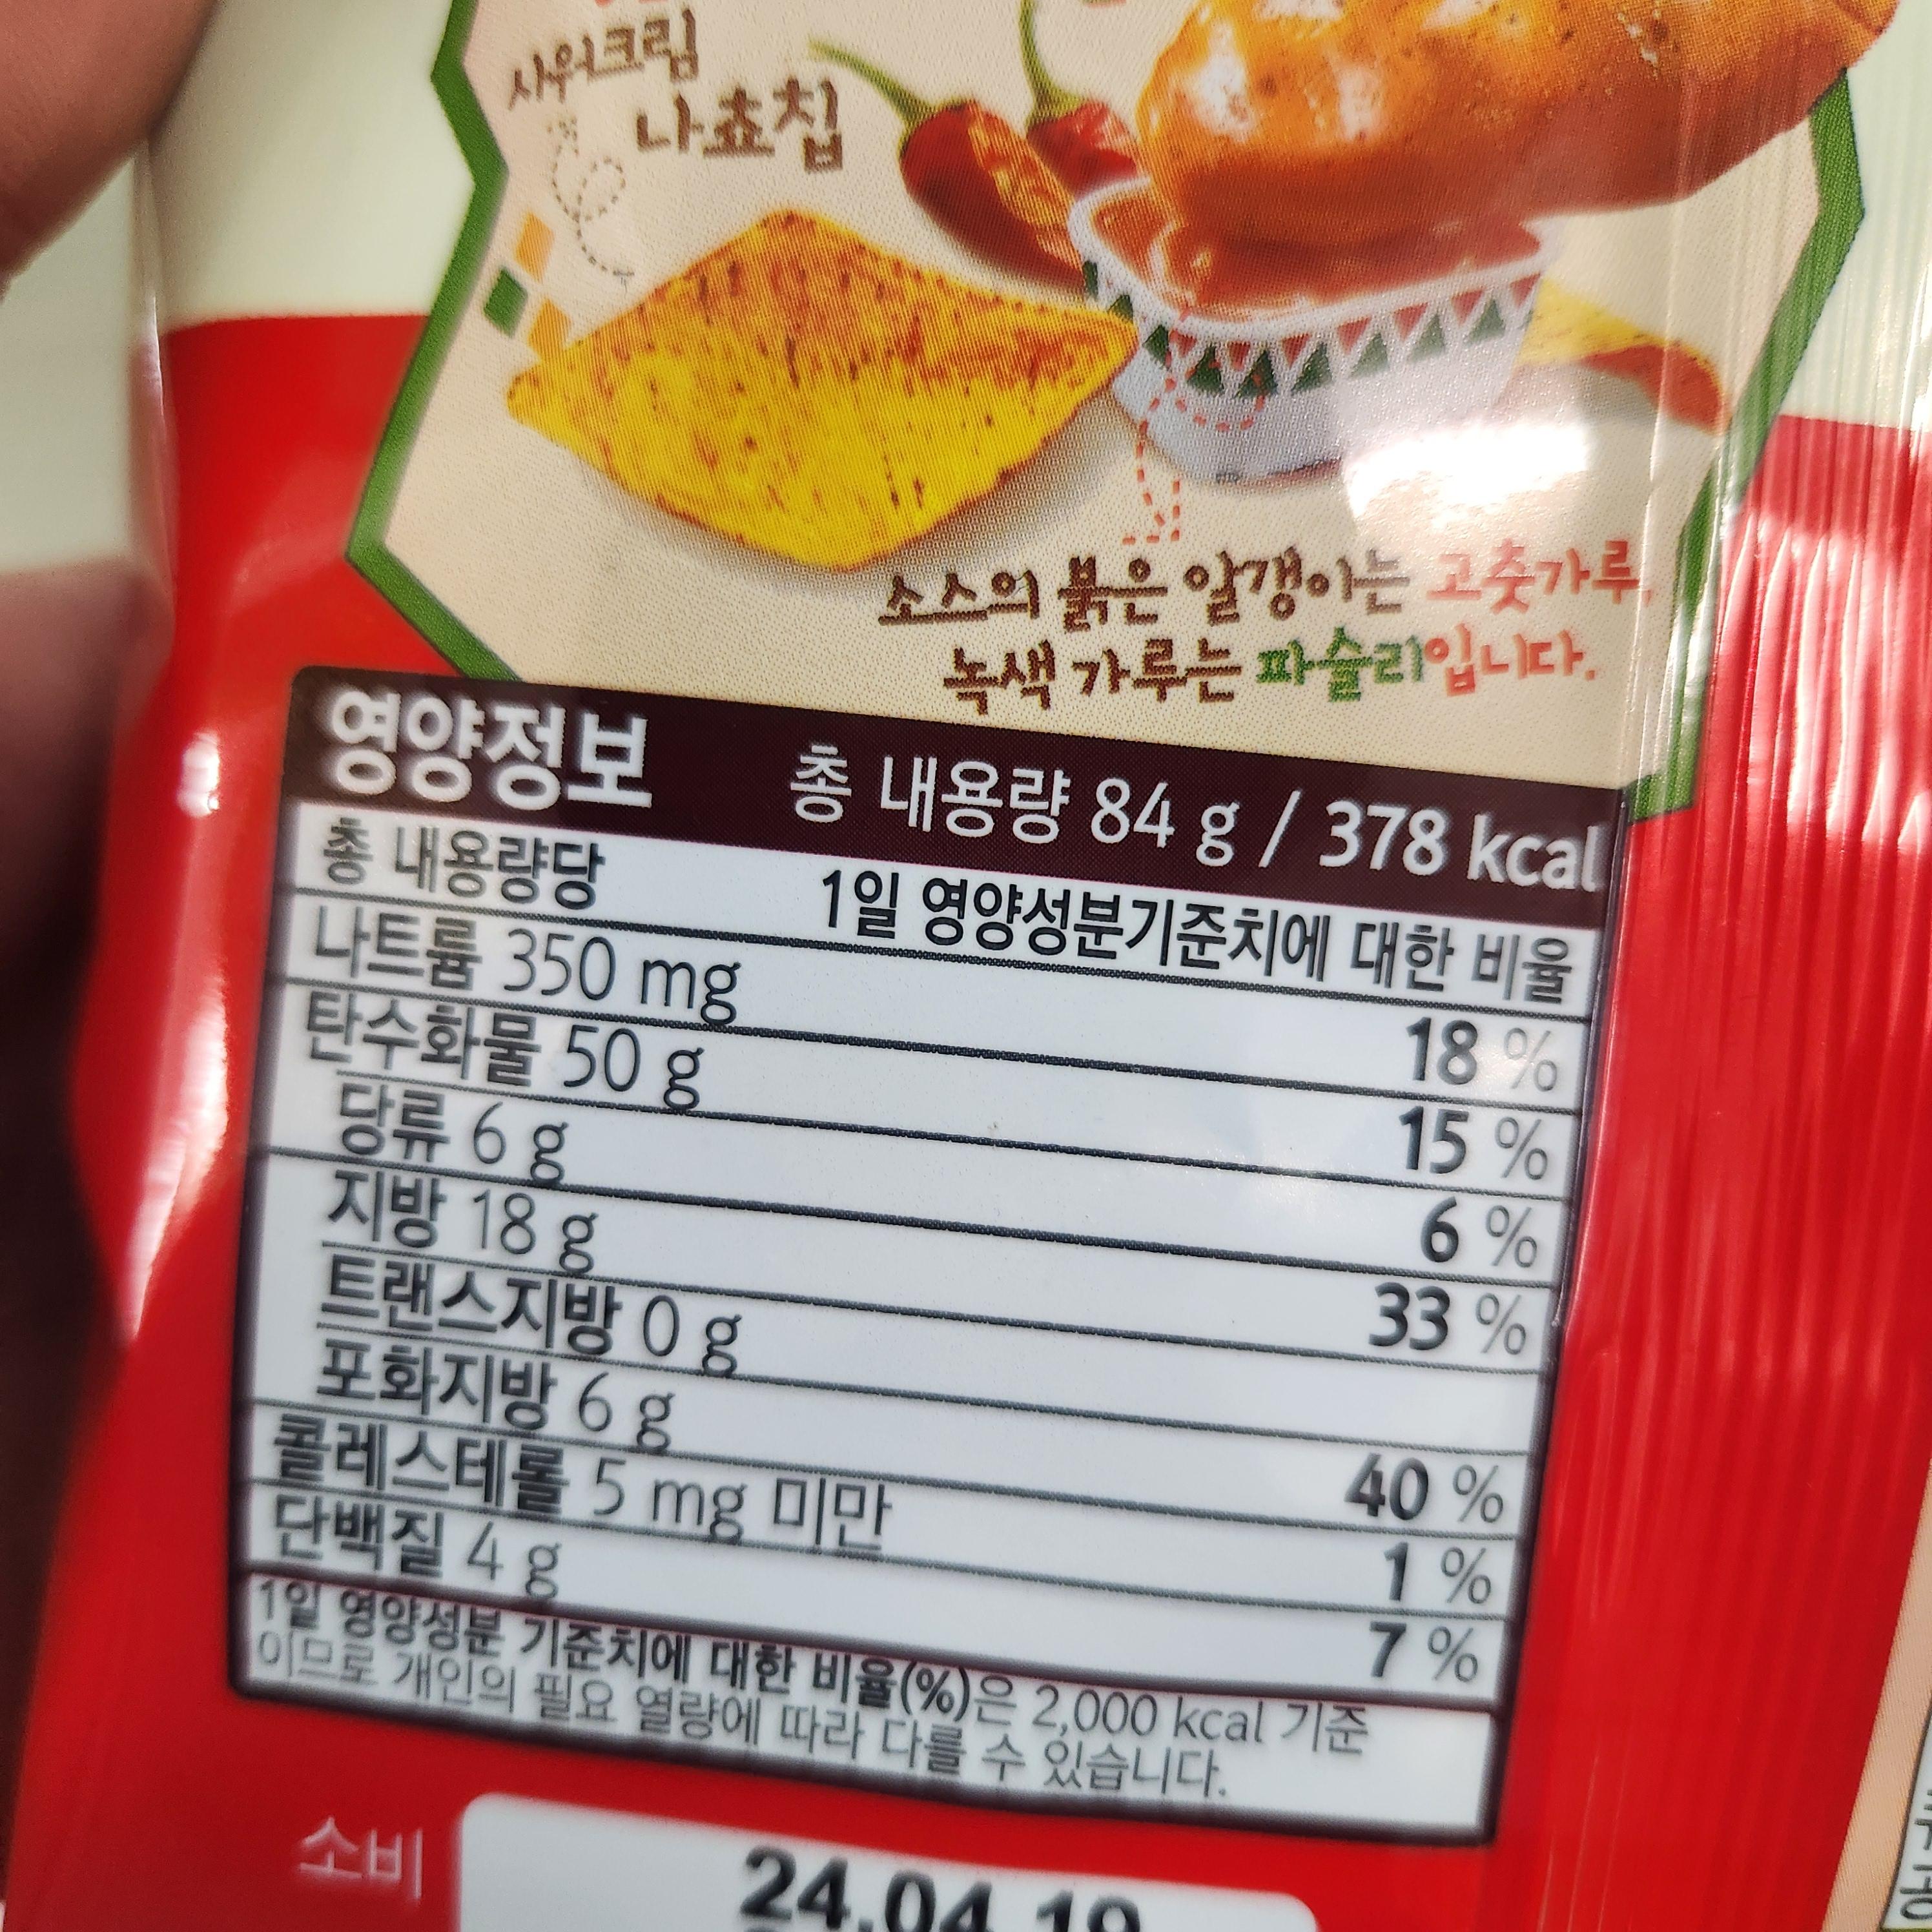 사워크림
나쵸칩
소스의 붉은 알갱이는 고춧가루,
녹색 가루는 파슬리입니다.
영양정보 총 내용량 84 g / 378 kcal
총 내용량당 1일 영양성분기준치에 대한 비율
나트륨 350 mg 18 %
탄수화물 50 g 15 %
당류 6 g 6 %
지방 18 g 33 %
트랜스지방 0 g
포화지방 6 g 40 %
콜레스테롤 5 mg 미만 1 %
단백질 4 g 7 %
1일 영양성분 기준치에 대한 비율(%)은 2,000 kcal 기준
이므로 개인의 필요 열량에 따라 다를 수 있습니다.
소비
24.04.19